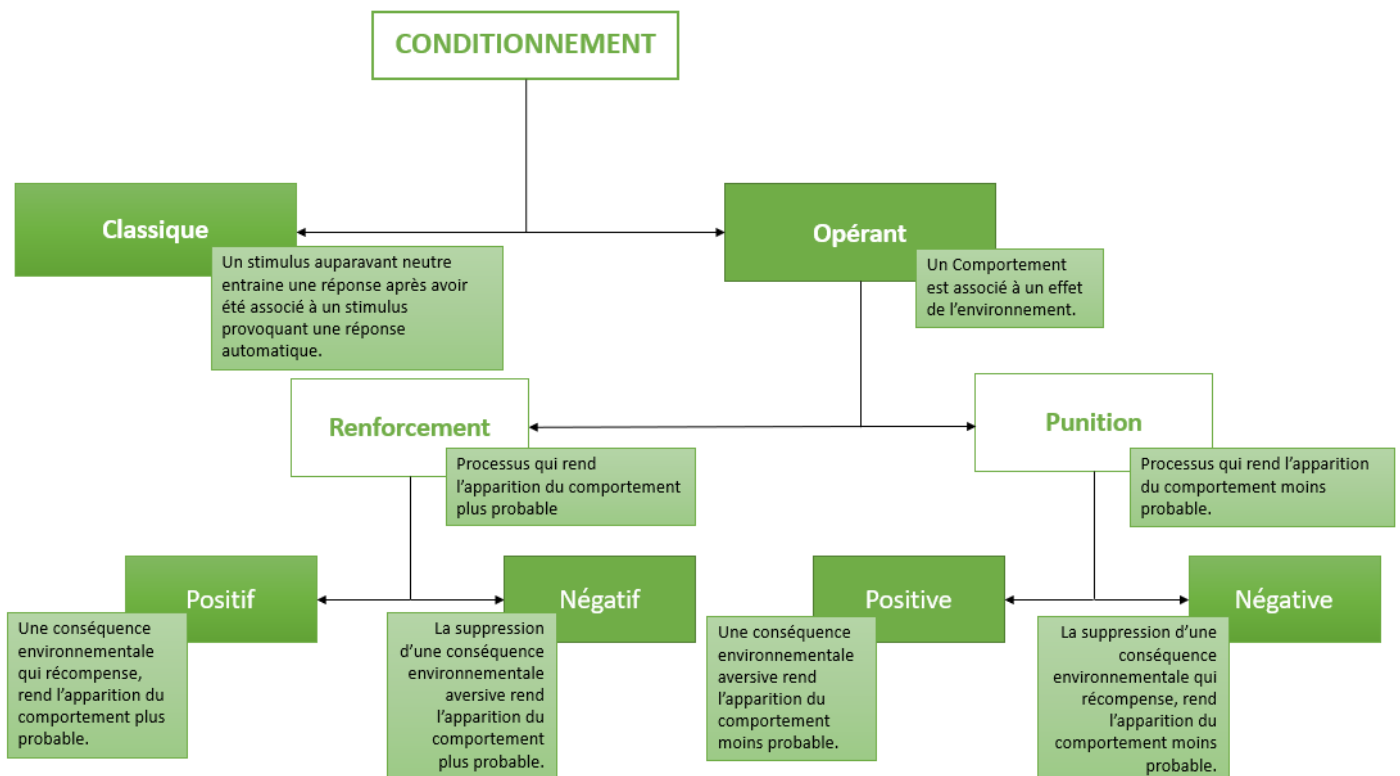 CONDITIONNEMENT
Classique
Un stimulus auparavant neutre
entraine une réponse après avoir
été associé à un stimulus
provoquant une réponse
automatique.
Opérant
Un Comportement
est associé à un effet
de l’environnement.
Renforcement
Processus qui rend
l’apparition du comportement
plus probable
Punition
Processus qui rend l’apparition
du comportement moins
probable.
Positif
Une conséquence
environnementale
qui récompense,
rend l’apparition du
comportement plus
probable.
Négatif
La suppression
d’une conséquence
environnementale
aversive rend
l’apparition du
comportement
plus probable.
Positive
Une conséquence
environnementale
aversive rend
l’apparition du
comportement
moins probable.
Négative
La suppression d’une
conséquence
environnementale qui
récompense, rend
l’apparition du
comportement moins
probable.